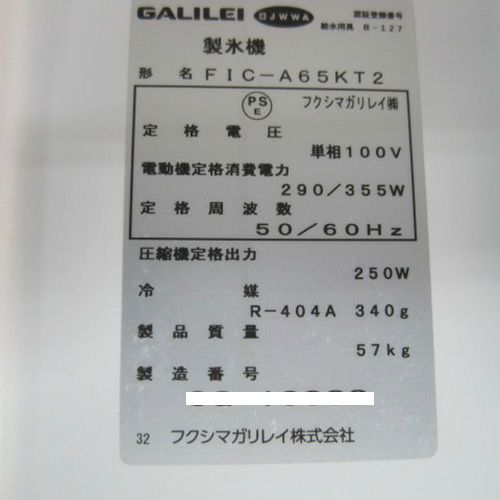 GALILEI JWWA 認証登録番号
給水用具 B-127
製氷機
形名 FIC-A65KT2
PS E フクシマガリレイ㈱
定格電圧
単相100V
電動機定格消費電力
290/355W
定格周波数
50/60Hz
圧縮機定格出力
250W
冷媒
R-404A 340g
製品質量
57kg
製造番号
32 フクシマガリレイ株式会社